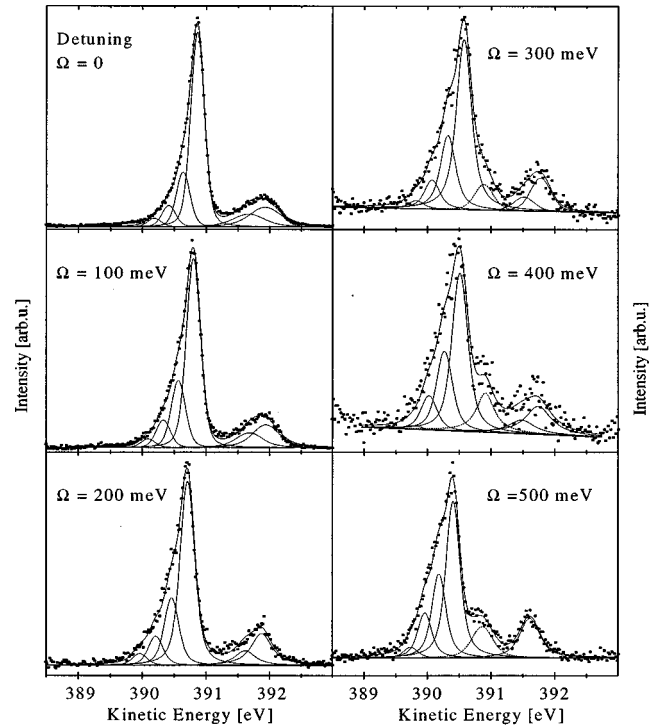 Detuning
Ω = 0
Ω = 300 meV
Ω = 100 meV
Ω = 400 meV
Ω = 200 meV
Ω =500 meV
Intensity [arb.u.]
Intensity [arb.u.]
389 390 391 392
389 390 391 392
Kinetic Energy [eV]
Kinetic Energy [eV]